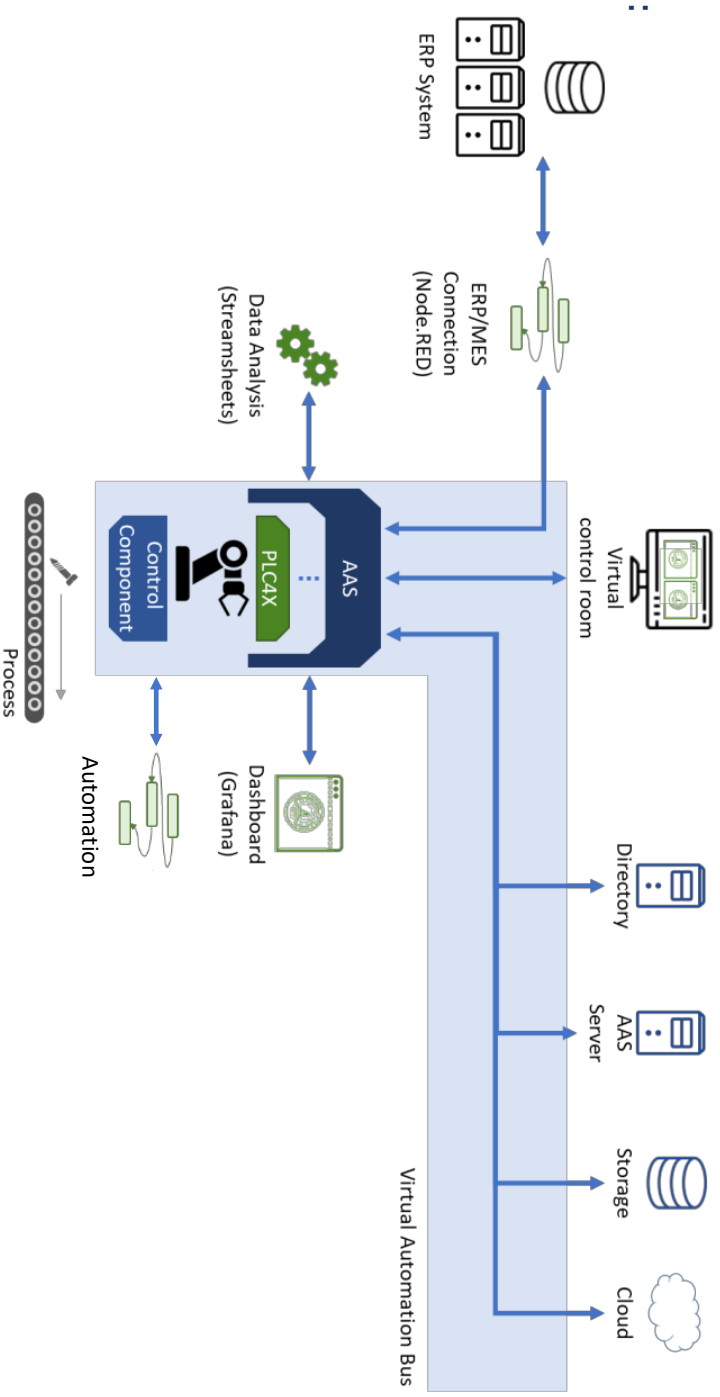 ERP System
ERP/MES
Connection
(Node.RED)
Virtual
control room
Directory
AAS
Server
Storage
Cloud
Virtual Automation Bus
Data Analysis
(Streamsheets)
AAS
PLC4X
Control
Component
Dashboard
(Grafana)
Automation
Process